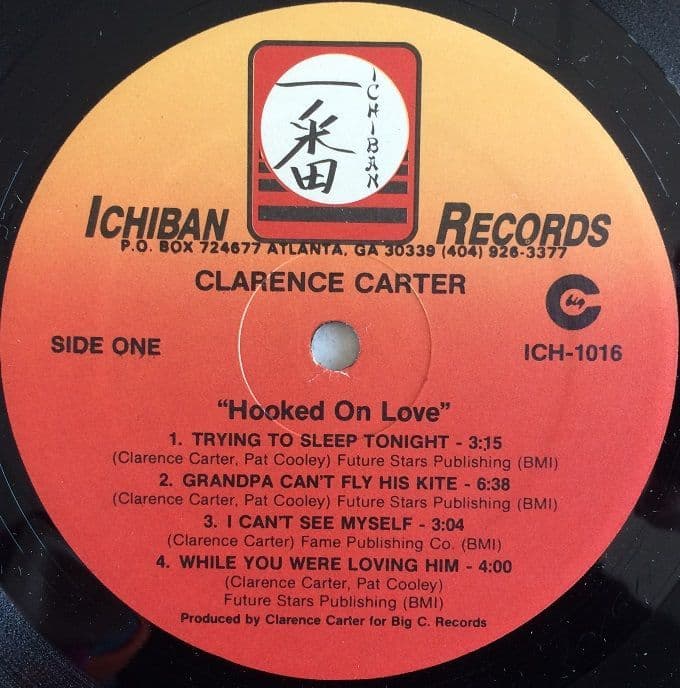 一番
ICHIBAN
ICHIBAN RECORDS
P.O. BOX 724677 ATLANTA, GA 30339 (404) 926-3377
CLARENCE CARTER
big C
SIDE ONE
ICH-1016
"Hooked On Love"
1. TRYING TO SLEEP TONIGHT - 3:15
(Clarence Carter, Pat Cooley) Future Stars Publishing (BMI)
2. GRANDPA CAN'T FLY HIS KITE - 6:38
(Clarence Carter, Pat Cooley) Future Stars Publishing (BMI)
3. I CAN'T SEE MYSELF - 3:04
(Clarence Carter) Fame Publishing Co. (BMI)
4. WHILE YOU WERE LOVING HIM - 4:00
(Clarence Carter, Pat Cooley)
Future Stars Publishing (BMI)
Produced by Clarence Carter for Big C. Records